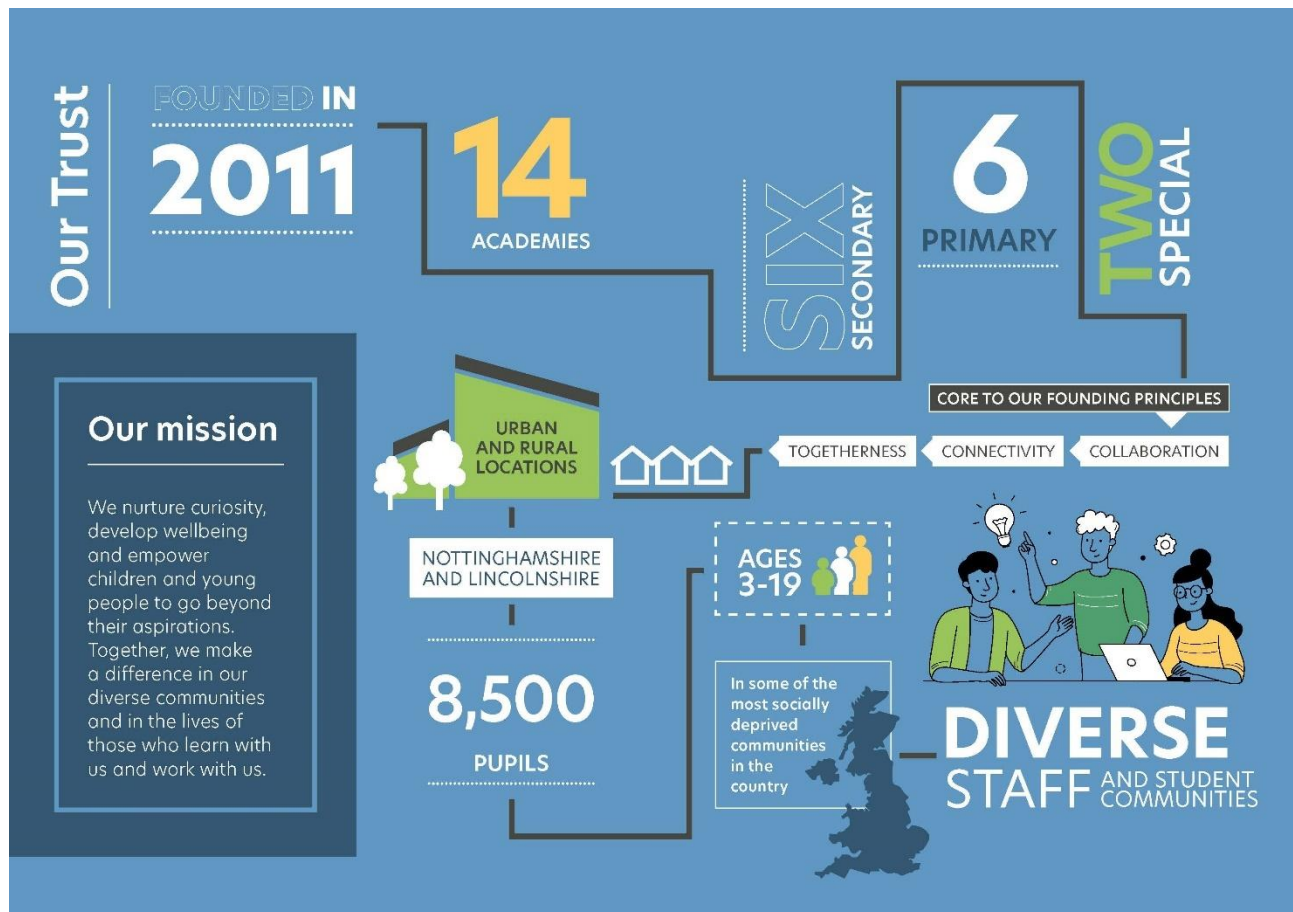 Our Trust
FOUNDED IN
2011
14
ACADEMIES
SIX
SECONDARY
6
PRIMARY
TWO
SPECIAL
CORE TO OUR FOUNDING PRINCIPLES
COLLABORATION
CONNECTIVITY
TOGETHERNESS
URBAN
AND RURAL
LOCATIONS
NOTTINGHAMSHIRE
AND LINCOLNSHIRE
8,500
PUPILS
AGES
3-19
In some of the
most socially
deprived
communities
in the
country
DIVERSE
STAFF AND STUDENT
COMMUNITIES
Our mission
We nurture curiosity,
develop wellbeing
and empower
children and young
people to go beyond
their aspirations.
Together, we make
a difference in our
diverse communities
and in the lives of
those who learn with
us and work with us.